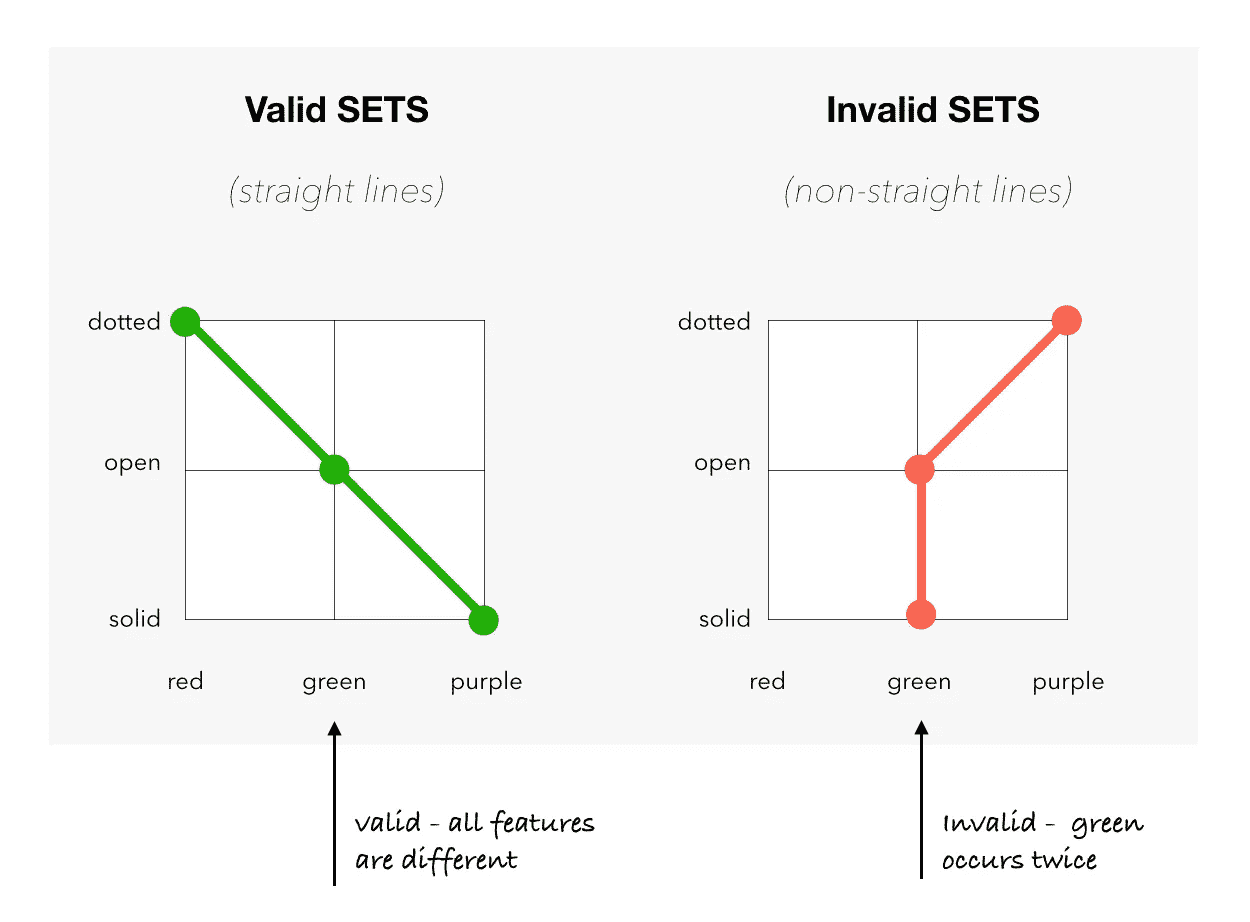 Valid SETS
(straight lines)
dotted
open
solid
red green purple
valid - all features
are different
Invalid SETS
(non-straight lines)
dotted
open
solid
red green purple
Invalid - green
occurs twice